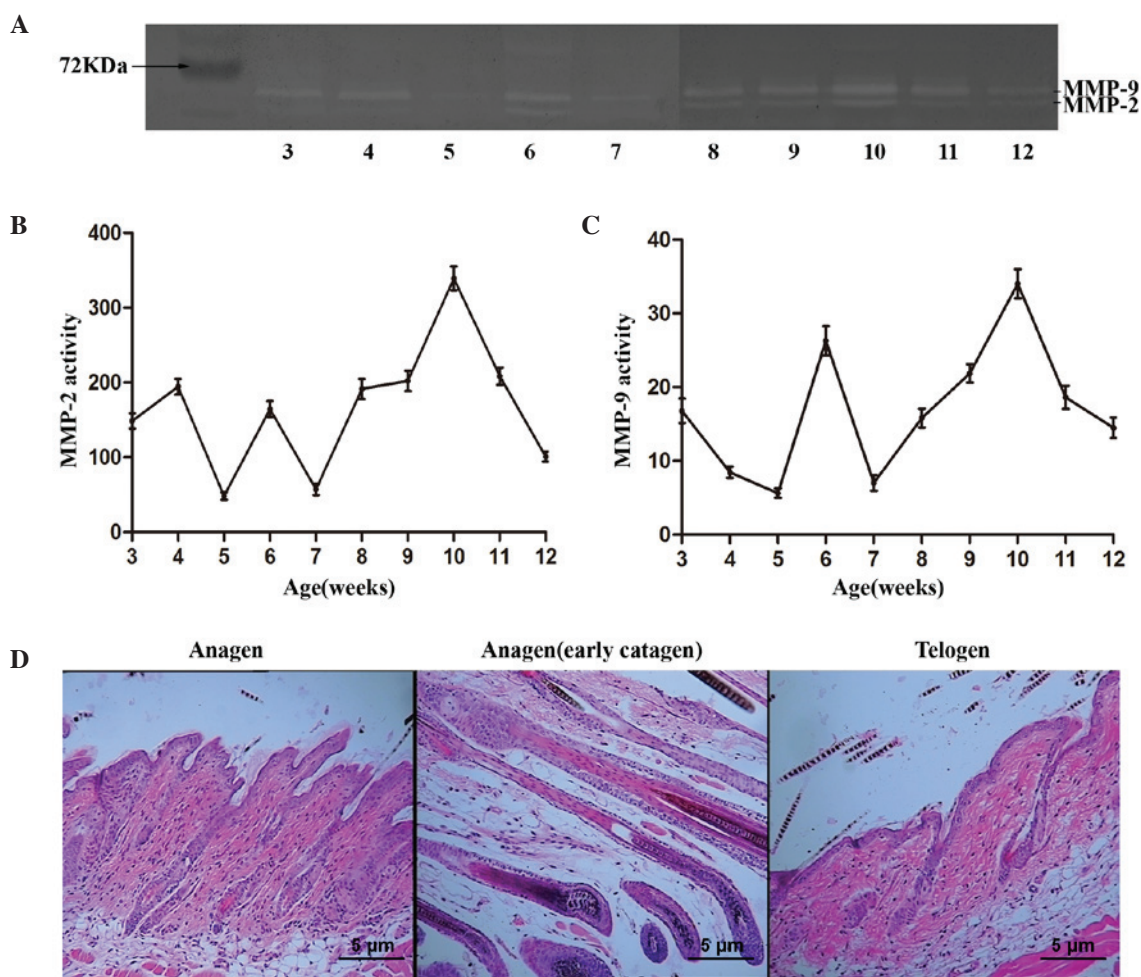 A
72KDa
MMP-9
MMP-2
3 4 5 6 7 8 9 10 11 12
B
400
300
200
100
0
MMP-2 activity
3 4 5 6 7 8 9 10 11 12
Age(weeks)
C
40
30
20
10
0
MMP-9 activity
3 4 5 6 7 8 9 10 11 12
Age(weeks)
D
Anagen
Anagen(early catagen)
Telogen
5 µm
5 µm
5 µm